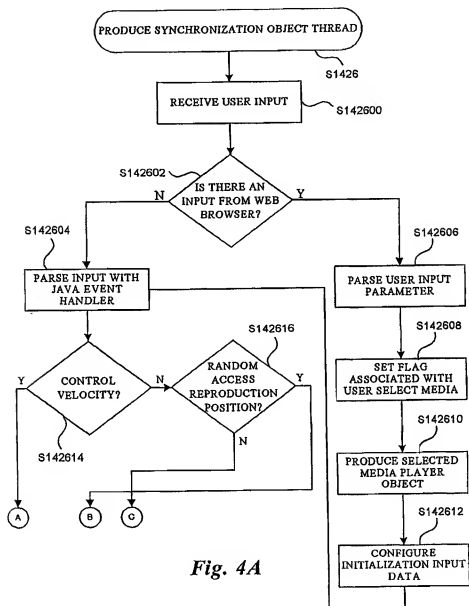 PRODUCE SYNCHRONIZATION OBJECT THREAD
S1426
RECEIVE USER INPUT
S142600
S142602
IS THERE AN
INPUT FROM WEB
BROWSER?
N
Y
S142604
PARSE INPUT WITH
JAVA EVENT
HANDLER
S142606
PARSE USER INPUT
PARAMETER
S142608
SET FLAG
ASSOCIATED WITH
USER SELECT MEDIA
S142610
PRODUCE SELECTED
MEDIA PLAYER
OBJECT
S142612
CONFIGURE
INITIALIZATION INPUT
DATA
Y
CONTROL
VELOCITY?
N
S142614
S142616
RANDOM
ACCESS
REPRODUCTION
POSITION?
Y
N
A
B
C
Fig. 4A